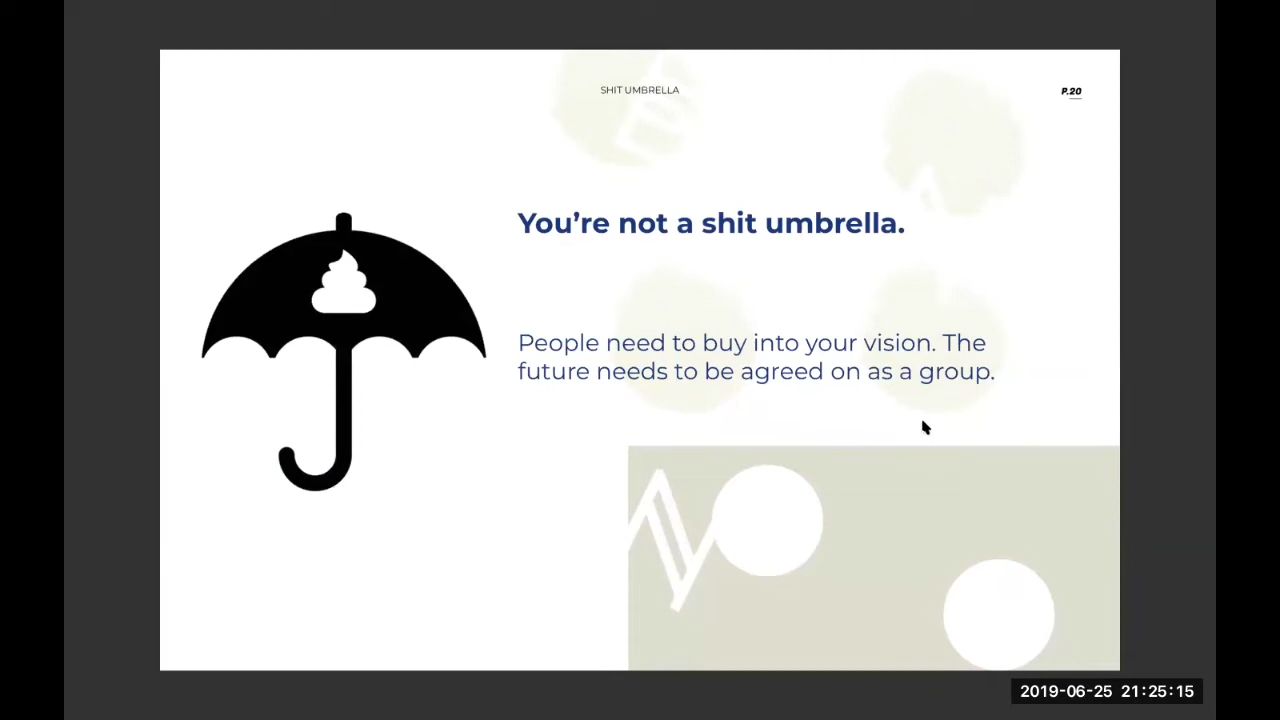 SHIT UMBRELLA
P.20
You’re not a shit umbrella.
People need to buy into your vision. The
future needs to be agreed on as a group.
2019-06-25 21:25:15